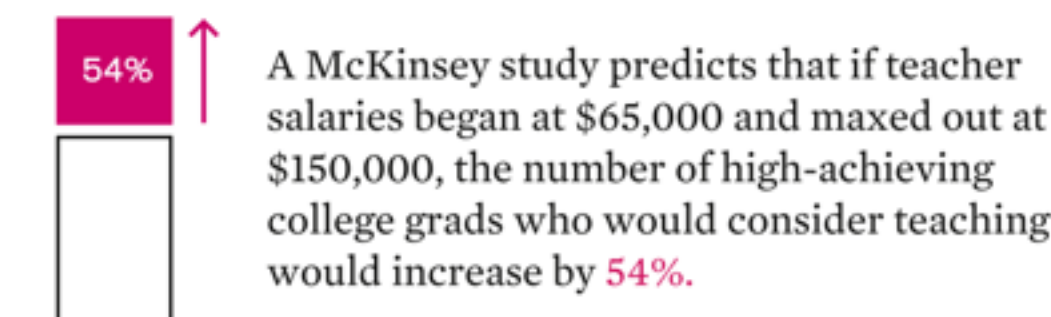 54%
A McKinsey study predicts that if teacher
salaries began at $65,000 and maxed out at
$150,000, the number of high-achieving
college grads who would consider teaching
would increase by 54%.